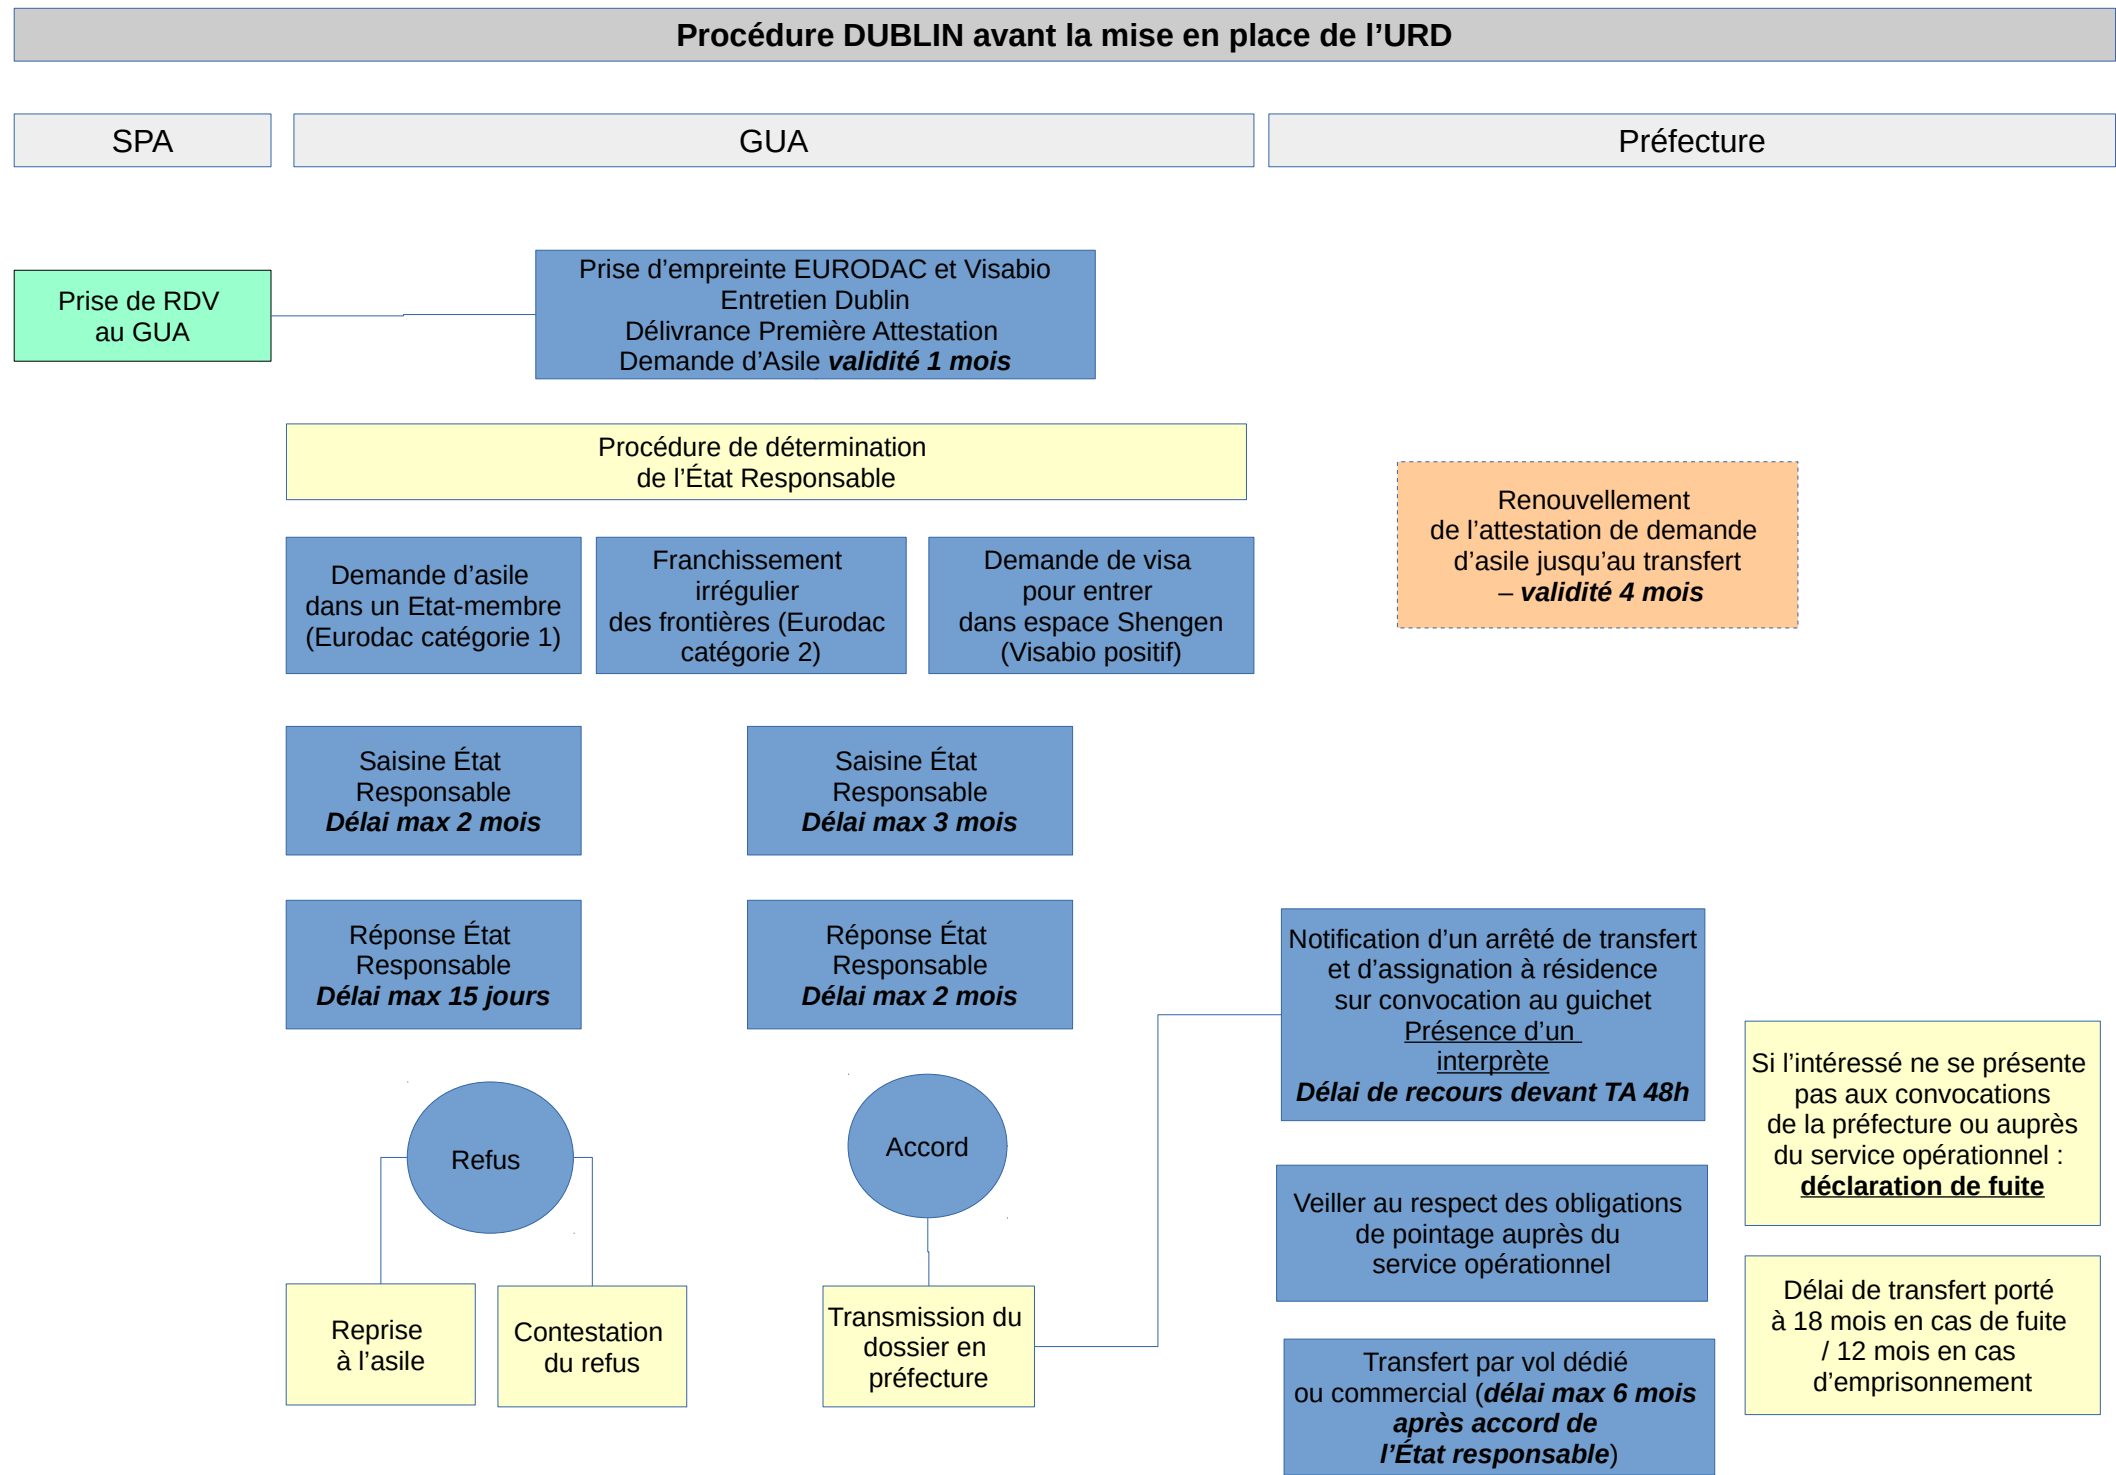 Procédure DUBLIN avant la mise en place de l’URD
SPA
GUA
Préfecture
Prise de RDV
au GUA
Prise d’empreinte EURODAC et Visabio
Entretien Dublin
Délivrance Première Attestation
Demande d’Asile validité 1 mois
Procédure de détermination
de l’État Responsable
Renouvellement
de l’attestation de demande
d’asile jusqu’au transfert
– validité 4 mois
Demande d’asile
dans un Etat-membre
(Eurodac catégorie 1)
Franchissement
irrégulier
des frontières (Eurodac
catégorie 2)
Demande de visa
pour entrer
dans espace Shengen
(Visabio positif)
Saisine État
Responsable
Délai max 2 mois
Saisine État
Responsable
Délai max 3 mois
Réponse État
Responsable
Délai max 15 jours
Réponse État
Responsable
Délai max 2 mois
Notification d’un arrêté de transfert
et d’assignation à résidence
sur convocation au guichet
Présence d’un
interprète
Délai de recours devant TA 48h
Si l’intéressé ne se présente
pas aux convocations
de la préfecture ou auprès
du service opérationnel :
déclaration de fuite
Refus
Accord
Veiller au respect des obligations
de pointage auprès du
service opérationnel
Délai de transfert porté
à 18 mois en cas de fuite
/ 12 mois en cas
d’emprisonnement
Reprise
à l’asile
Contestation
du refus
Transmission du
dossier en
préfecture
Transfert par vol dédié
ou commercial (délai max 6 mois
après accord de
l’État responsable)